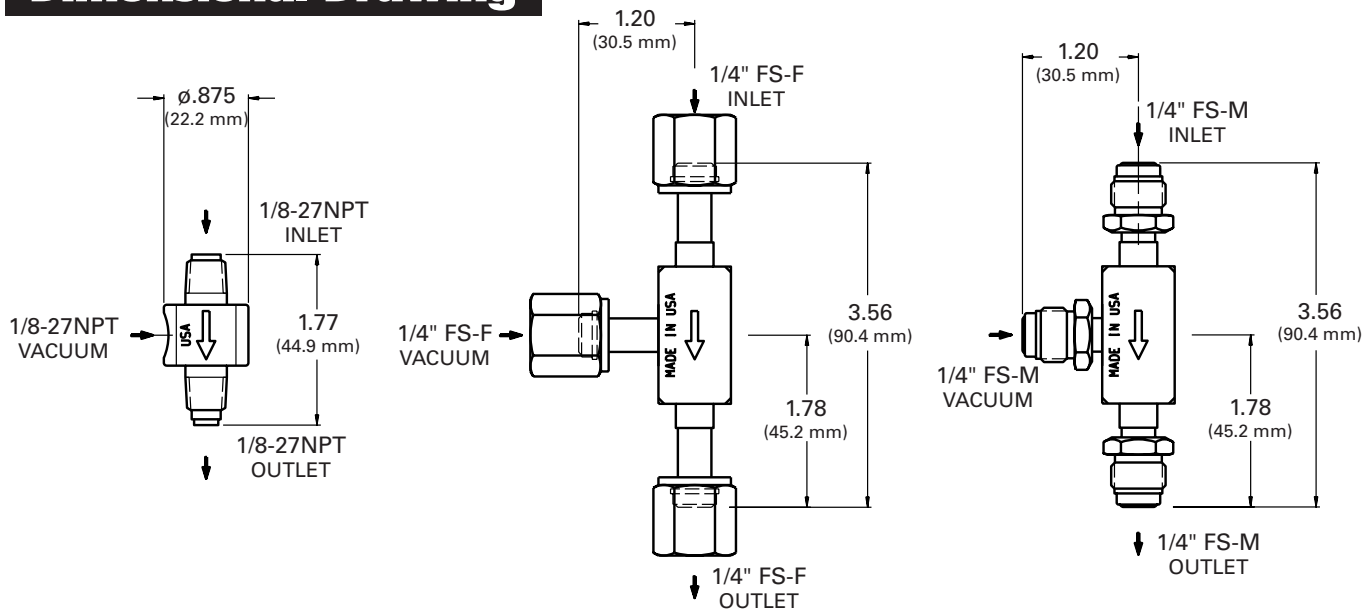 Dimensional Drawing
ø.875
(22.2 mm)
1/8-27NPT
INLET
1/8-27NPT
VACUUM
USA
1.77
(44.9 mm)
1/8-27NPT
OUTLET
1.20
(30.5 mm)
1/4" FS-F
INLET
1/4" FS-F
VACUUM
MADE IN USA
3.56
(90.4 mm)
1.78
(45.2 mm)
1/4" FS-F
OUTLET
1.20
(30.5 mm)
1/4" FS-M
INLET
1/4" FS-M
VACUUM
MADE IN USA
3.56
(90.4 mm)
1.78
(45.2 mm)
1/4" FS-M
OUTLET